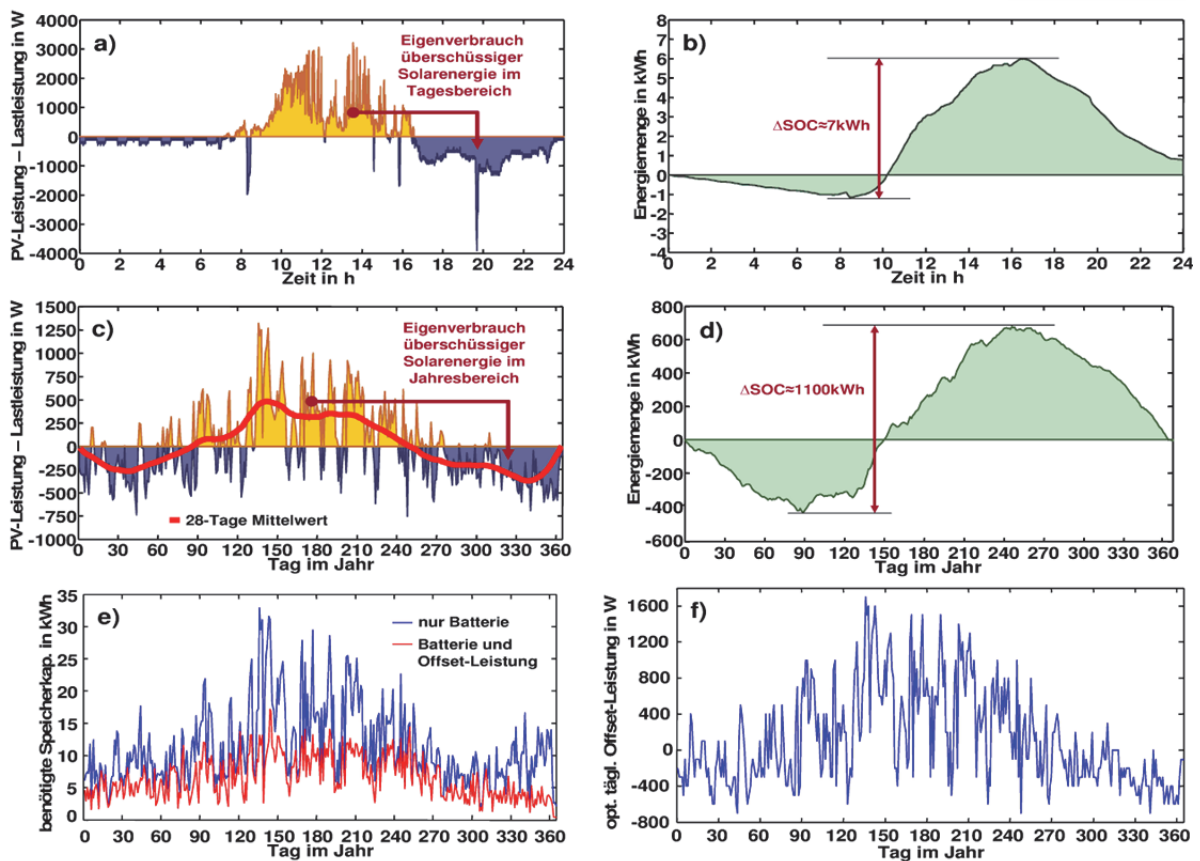 a)
PV-Leistung – Lastleistung in W
4000
3000
2000
1000
0
-1000
-2000
-3000
-4000
Eigenverbrauch
überschüssiger
Solarenergie im
Tagesbereich
0 2 4 6 8 10 12 14 16 18 20 22 24
Zeit in h
b)
Energiemenge in kWh
8
7
6
5
4
3
2
1
0
-1
-2
-3
-4
ΔSOC≈7kWh
0 2 4 6 8 10 12 14 16 18 20 22 24
Zeit in h
c)
PV-Leistung – Lastleistung in W
1500
1250
1000
750
500
250
0
-250
-500
-750
-1000
Eigenverbrauch
überschüssiger
Solarenergie im
Jahresbereich
28-Tage Mittelwert
0 30 60 90 120 150 180 210 240 270 300 330 360
Tag im Jahr
d)
Energiemenge in kWh
800
600
400
200
0
-200
-400
-600
ΔSOC≈1100kWh
0 30 60 90 120 150 180 210 240 270 300 330 360
Tag im Jahr
e)
benötigte Speicherkap. in kWh
35
30
25
20
15
10
5
0
nur Batterie
Batterie und
Offset-Leistung
0 30 60 90 120 150 180 210 240 270 300 330 360
Tag im Jahr
f)
opt. tägl. Offset-Leistung in W
1600
1200
800
400
0
-400
-800
0 30 60 90 120 150 180 210 240 270 300 330 360
Tag im Jahr